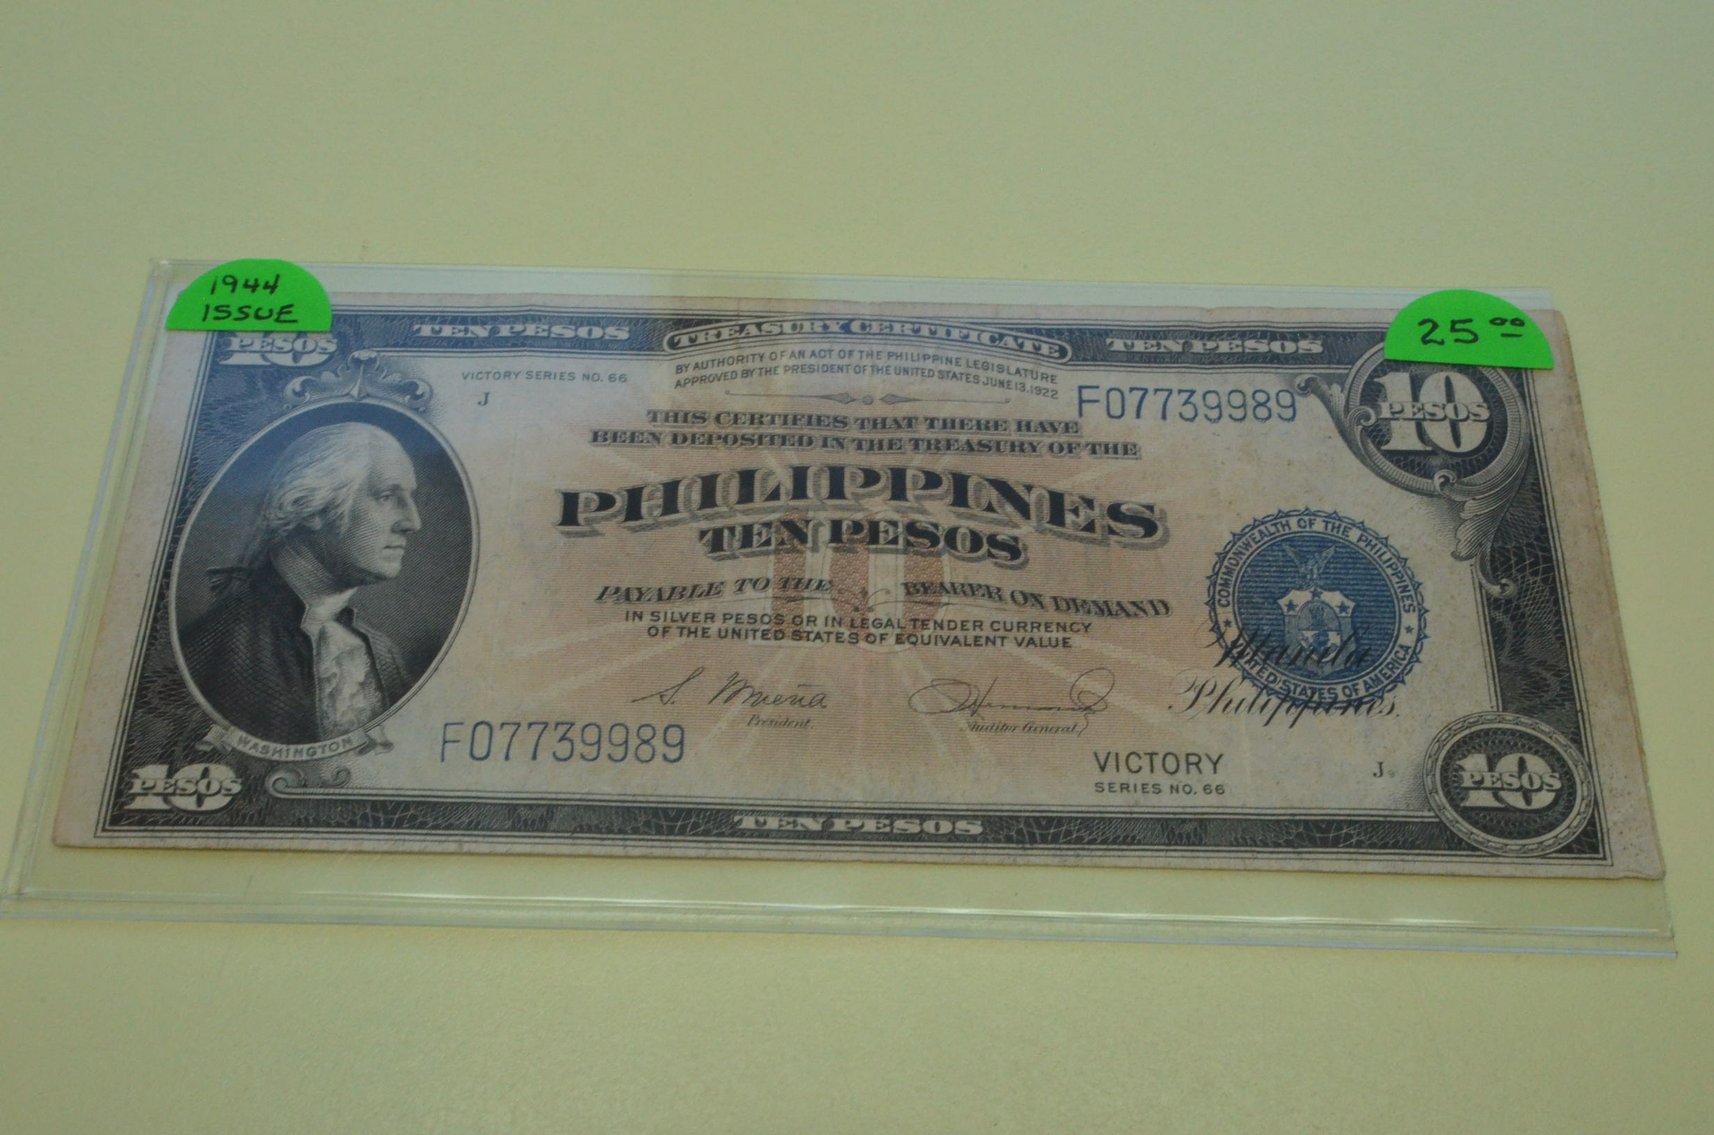 1944
ISSUE
25 00
10 PESOS
TEN PESOS
TREASURY CERTIFICATE
TEN PESOS
10 PESOS
BY AUTHORITY OF AN ACT OF THE PHILIPPINE LEGISLATURE
APPROVED BY THE PRESIDENT OF THE UNITED STATES JUNE 13, 1922
VICTORY SERIES NO. 66
J
F07739989
THIS CERTIFIES THAT THERE HAVE
BEEN DEPOSITED IN THE TREASURY OF THE
PHILIPPINES
TEN PESOS
PAYABLE TO THE BEARER ON DEMAND
IN SILVER PESOS OR IN LEGAL TENDER CURRENCY
OF THE UNITED STATES OF EQUIVALENT VALUE
10
COMMONWEALTH OF THE PHILIPPINES
UNITED STATES OF AMERICA
Manila
Philippines.
President
Auditor General
WASHINGTON
F07739989
VICTORY
SERIES NO. 66
J
10 PESOS
TEN PESOS
10 PESOS